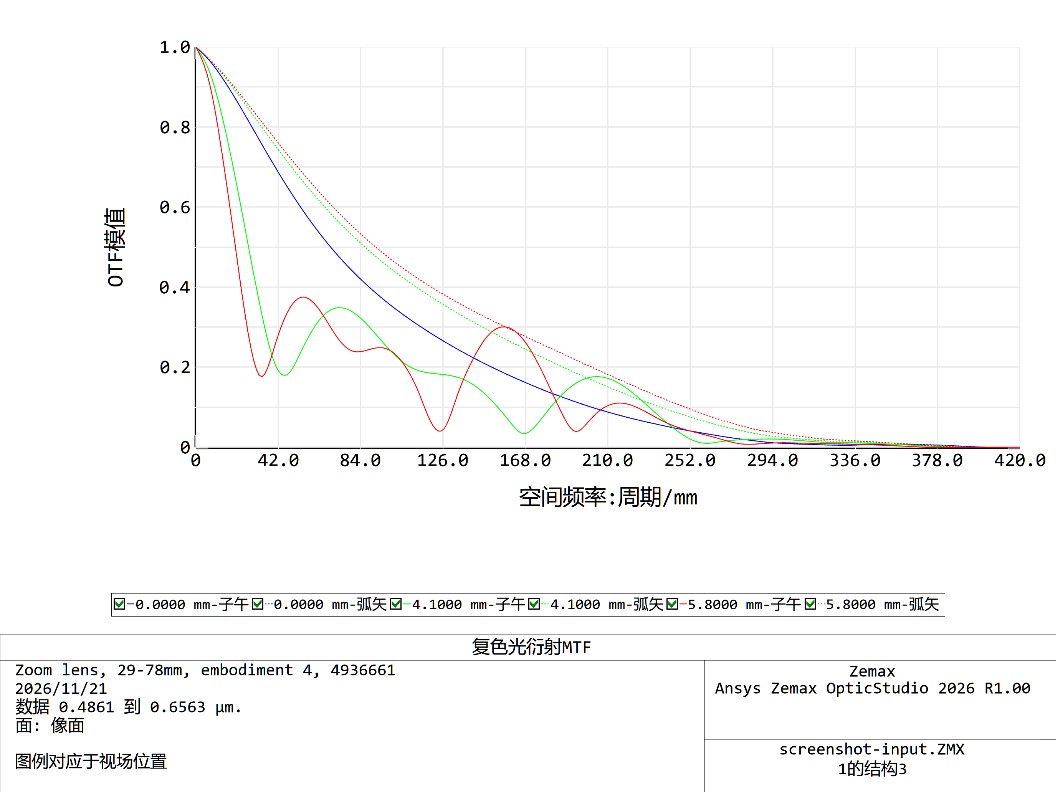 1.0
0.8
0.6
0.4
0.2
0
OTF模值
0 42.0 84.0 126.0 168.0 210.0 252.0 294.0 336.0 378.0 420.0
空间频率:周期/mm
0.0000 mm-子午 0.0000 mm-弧矢 4.1000 mm-子午 4.1000 mm-弧矢 5.8000 mm-子午 5.8000 mm-弧矢
复色光衍射MTF
Zoom lens, 29-78mm, embodiment 4, 4936661
2026/11/21
数据 0.4861 到 0.6563 µm.
面: 像面
图例对应于视场位置
Zemax
Ansys Zemax OpticStudio 2026 R1.00
screenshot-input.ZMX
1的结构3